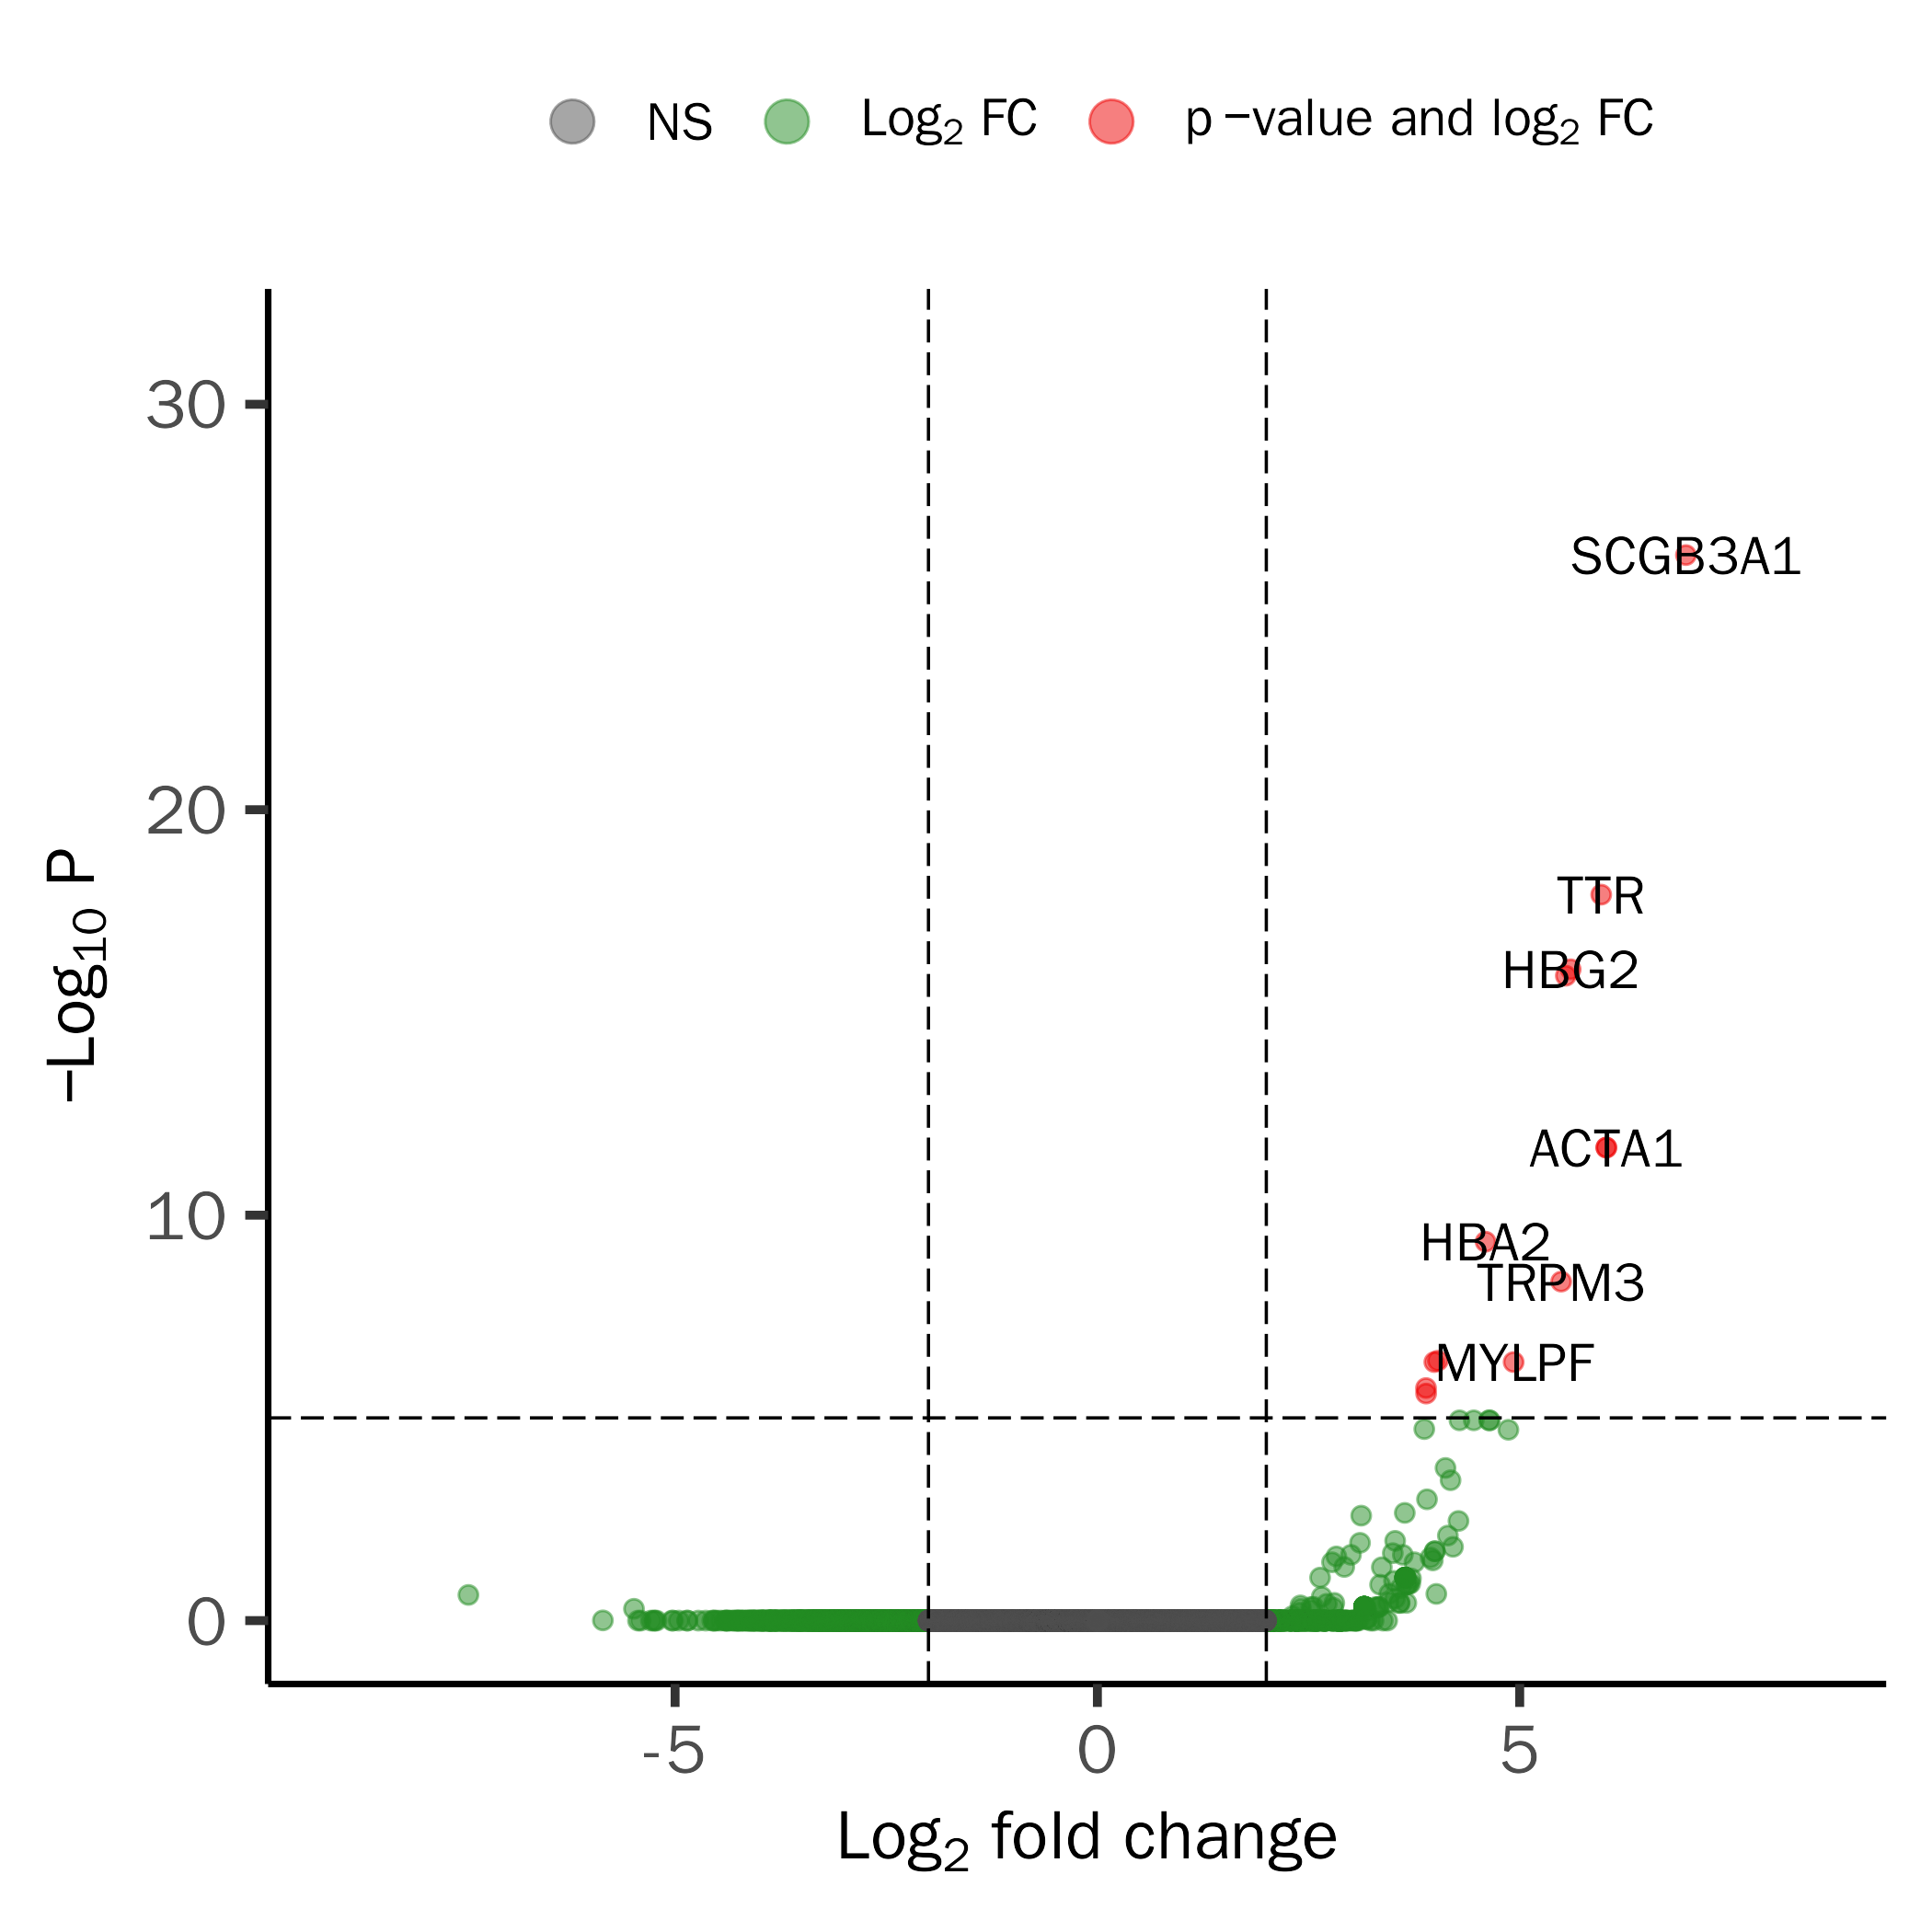 NS Log2 FC p −value and log2 FC
30
20
10
0
−Log10 P
SCGB3A1
TTR
HBG2
ACTA1
HBA2
TRPM3
MYLPF
-5 0 5
Log2 fold change